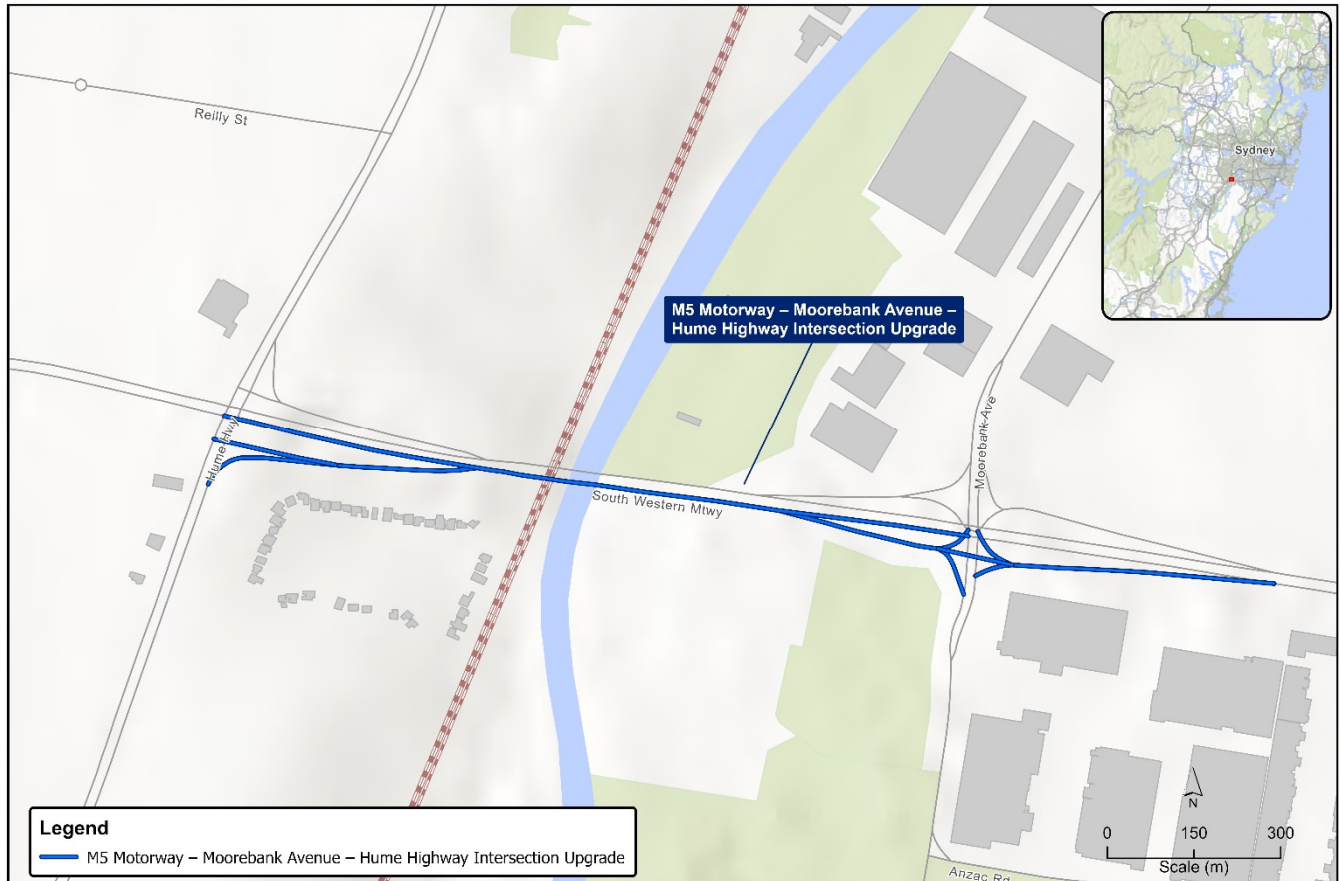 Reilly St
Sydney
M5 Motorway – Moorebank Avenue –
Hume Highway Intersection Upgrade
Moorebank Ave
Hume Hwy
South Western Mtwy
Legend
M5 Motorway – Moorebank Avenue – Hume Highway Intersection Upgrade
N
0 150 300
Scale (m)
Anzac Rd